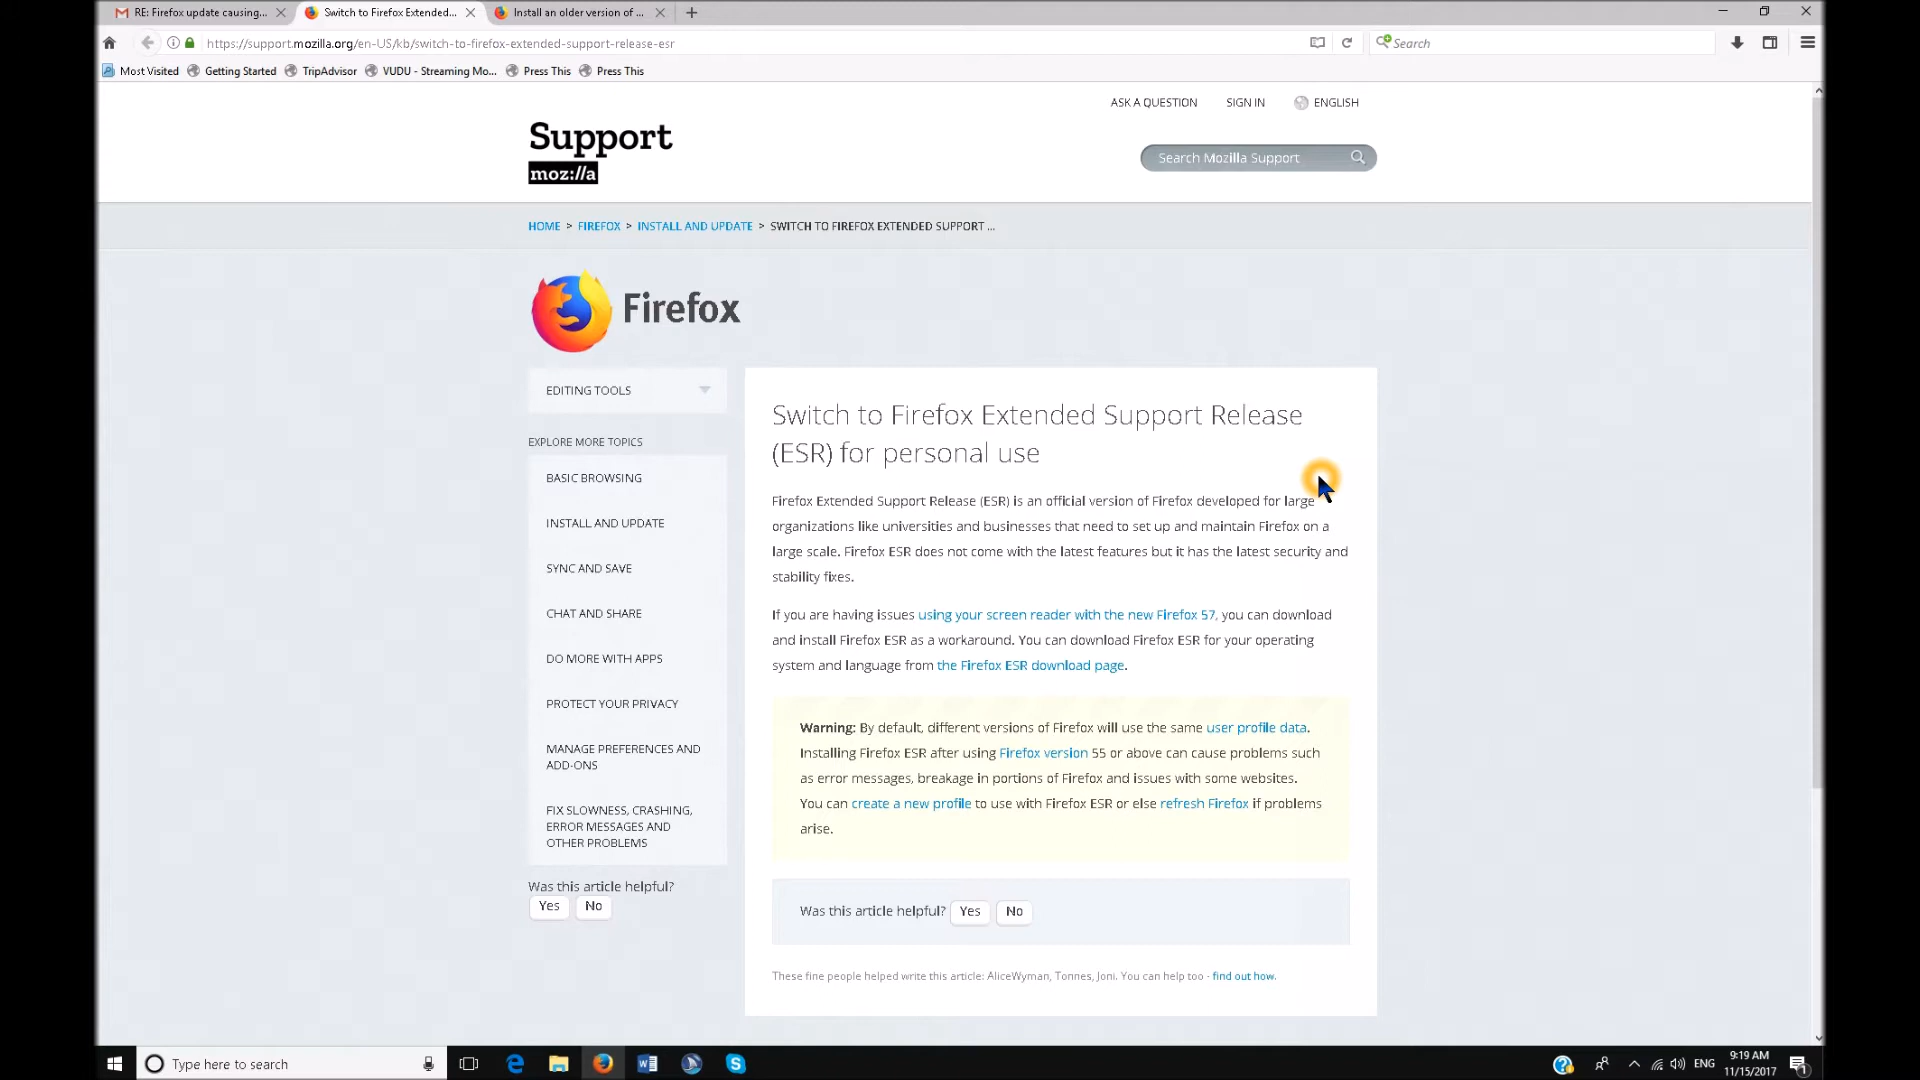 RE: Firefox update causing...
Switch to Firefox Extended...
Install an older version of ...
https://support.mozilla.org/en-US/kb/switch-to-firefox-extended-support-release-esr
Search
Most Visited
Getting Started
TripAdvisor
VUDU - Streaming Mo...
Press This
Press This
ASK A QUESTION
SIGN IN
ENGLISH
Support
moz://a
Search Mozilla Support
HOME > FIREFOX > INSTALL AND UPDATE > SWITCH TO FIREFOX EXTENDED SUPPORT ...
Firefox
EDITING TOOLS
EXPLORE MORE TOPICS
BASIC BROWSING
INSTALL AND UPDATE
SYNC AND SAVE
CHAT AND SHARE
DO MORE WITH APPS
PROTECT YOUR PRIVACY
MANAGE PREFERENCES AND
ADD-ONS
FIX SLOWNESS, CRASHING,
ERROR MESSAGES AND
OTHER PROBLEMS
Was this article helpful?
Yes
No
Switch to Firefox Extended Support Release
(ESR) for personal use
Firefox Extended Support Release (ESR) is an official version of Firefox developed for large
organizations like universities and businesses that need to set up and maintain Firefox on a
large scale. Firefox ESR does not come with the latest features but it has the latest security and
stability fixes.
If you are having issues using your screen reader with the new Firefox 57, you can download
and install Firefox ESR as a workaround. You can download Firefox ESR for your operating
system and language from the Firefox ESR download page.
Warning: By default, different versions of Firefox will use the same user profile data.
Installing Firefox ESR after using Firefox version 55 or above can cause problems such
as error messages, breakage in portions of Firefox and issues with some websites.
You can create a new profile to use with Firefox ESR or else refresh Firefox if problems
arise.
Was this article helpful? Yes No
These fine people helped write this article: AliceWyman, Tonnes, Joni. You can help too - find out how.
Type here to search
ENG
9:19 AM
11/15/2017
1